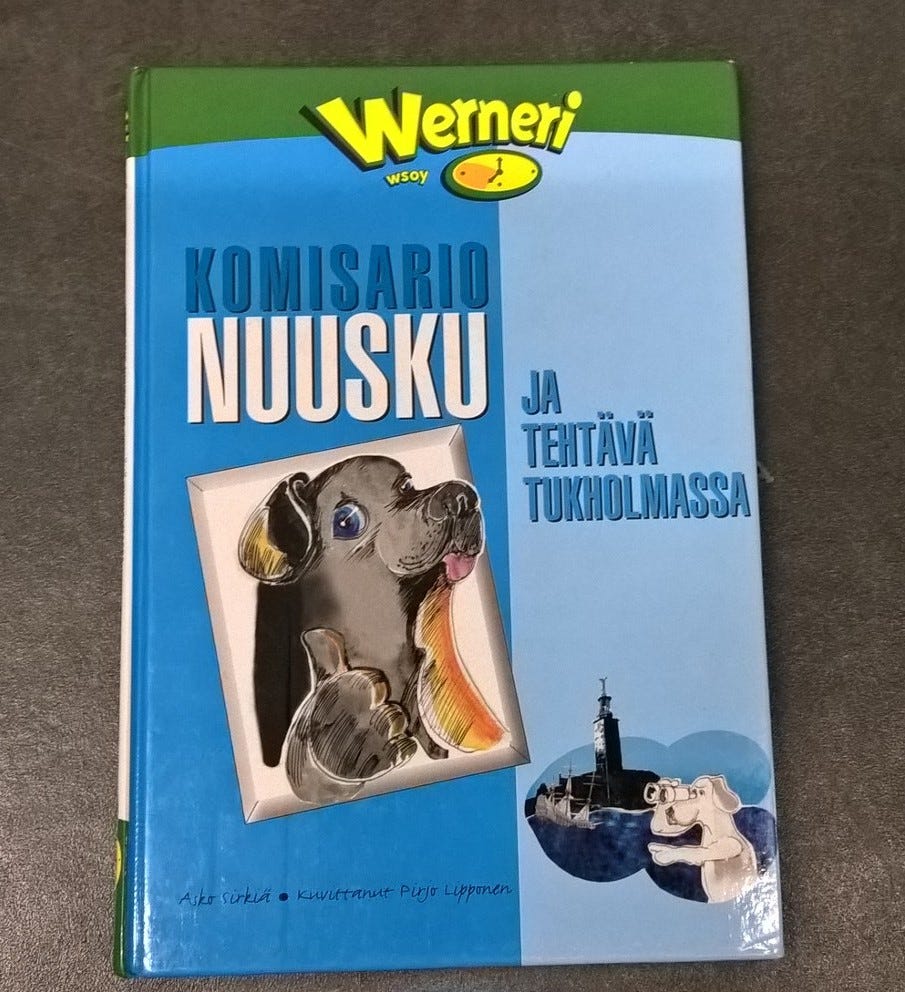 Werneri
wsoy
KOMISARIO
NUUSKU
JA
TEHTÄVÄ
TUKHOLMASSA
Asko Sirkiä • Kuvittanut Pirjo Lipponen